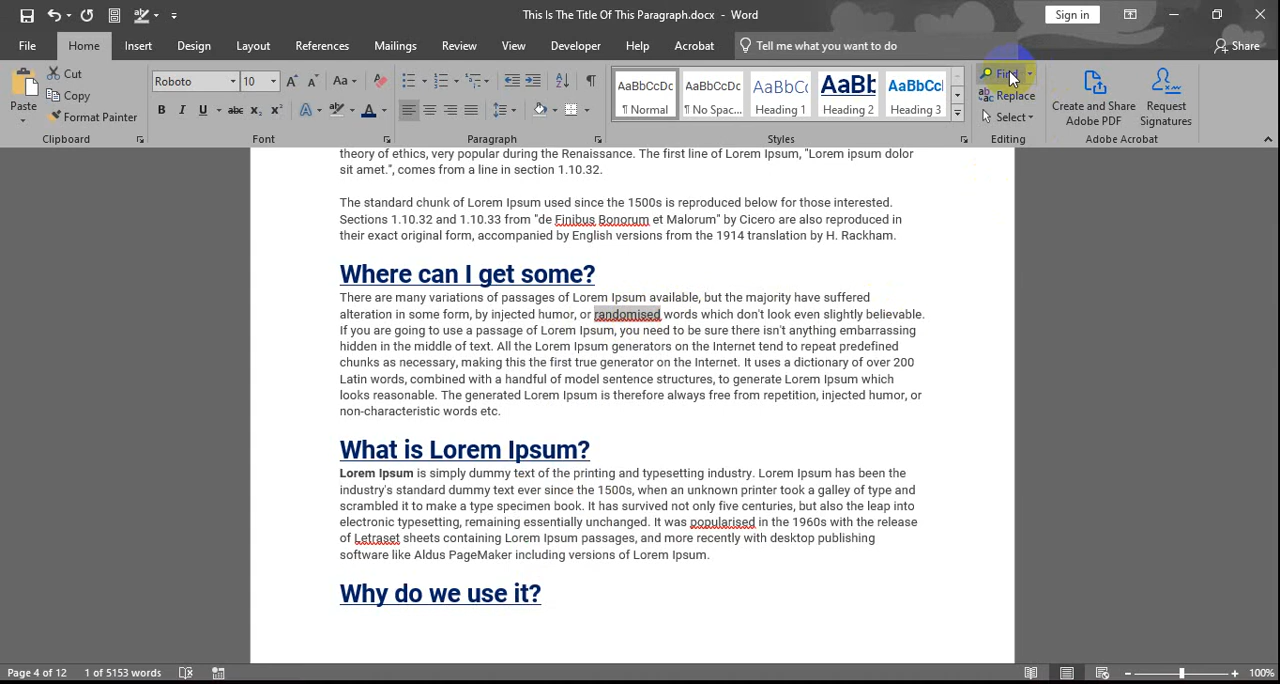 This Is The Title Of This Paragraph.docx - Word
Sign in
File Home Insert Design Layout References Mailings Review View Developer Help Acrobat Tell me what you want to do Share
Paste
Cut
Copy
Format Painter
Clipboard
Roboto 10
Font
Paragraph
AaBbCcDc AaBbCcDc AaBbCc AaBb AaBbCc
¶ Normal ¶ No Spac... Heading 1 Heading 2 Heading 3
Styles
Find
Replace
Select
Editing
Create and Share
Adobe PDF
Request
Signatures
Adobe Acrobat
theory of ethics, very popular during the Renaissance. The first line of Lorem Ipsum, "Lorem ipsum dolor
sit amet.", comes from a line in section 1.10.32.
The standard chunk of Lorem Ipsum used since the 1500s is reproduced below for those interested.
Sections 1.10.32 and 1.10.33 from "de Finibus Bonorum et Malorum" by Cicero are also reproduced in
their exact original form, accompanied by English versions from the 1914 translation by H. Rackham.
Where can I get some?
There are many variations of passages of Lorem Ipsum available, but the majority have suffered
alteration in some form, by injected humor, or randomised words which don't look even slightly believable.
If you are going to use a passage of Lorem Ipsum, you need to be sure there isn't anything embarrassing
hidden in the middle of text. All the Lorem Ipsum generators on the Internet tend to repeat predefined
chunks as necessary, making this the first true generator on the Internet. It uses a dictionary of over 200
Latin words, combined with a handful of model sentence structures, to generate Lorem Ipsum which
looks reasonable. The generated Lorem Ipsum is therefore always free from repetition, injected humor, or
non-characteristic words etc.
What is Lorem Ipsum?
Lorem Ipsum is simply dummy text of the printing and typesetting industry. Lorem Ipsum has been the
industry's standard dummy text ever since the 1500s, when an unknown printer took a galley of type and
scrambled it to make a type specimen book. It has survived not only five centuries, but also the leap into
electronic typesetting, remaining essentially unchanged. It was popularised in the 1960s with the release
of Letraset sheets containing Lorem Ipsum passages, and more recently with desktop publishing
software like Aldus PageMaker including versions of Lorem Ipsum.
Why do we use it?
Page 4 of 12 1 of 5153 words 100%